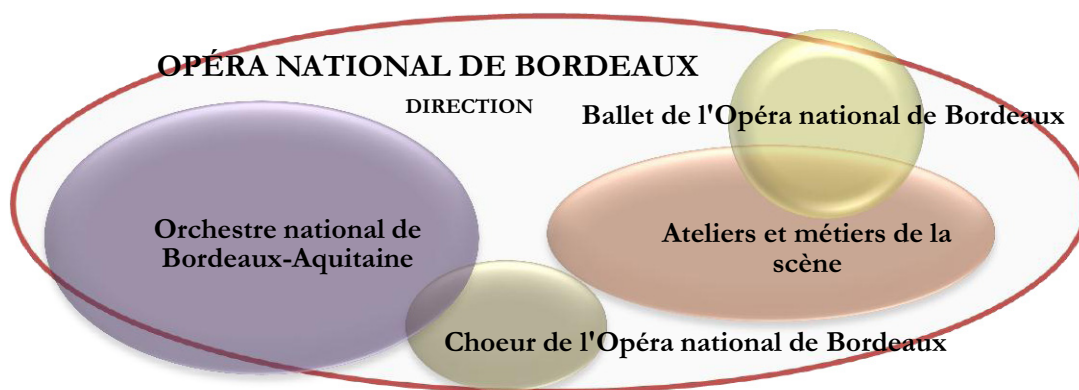 OPÉRA NATIONAL DE BORDEAUX
DIRECTION
Ballet de l'Opéra national de Bordeaux
Orchestre national de
Bordeaux-Aquitaine
Ateliers et métiers de la
scène
Choeur de l'Opéra national de Bordeaux